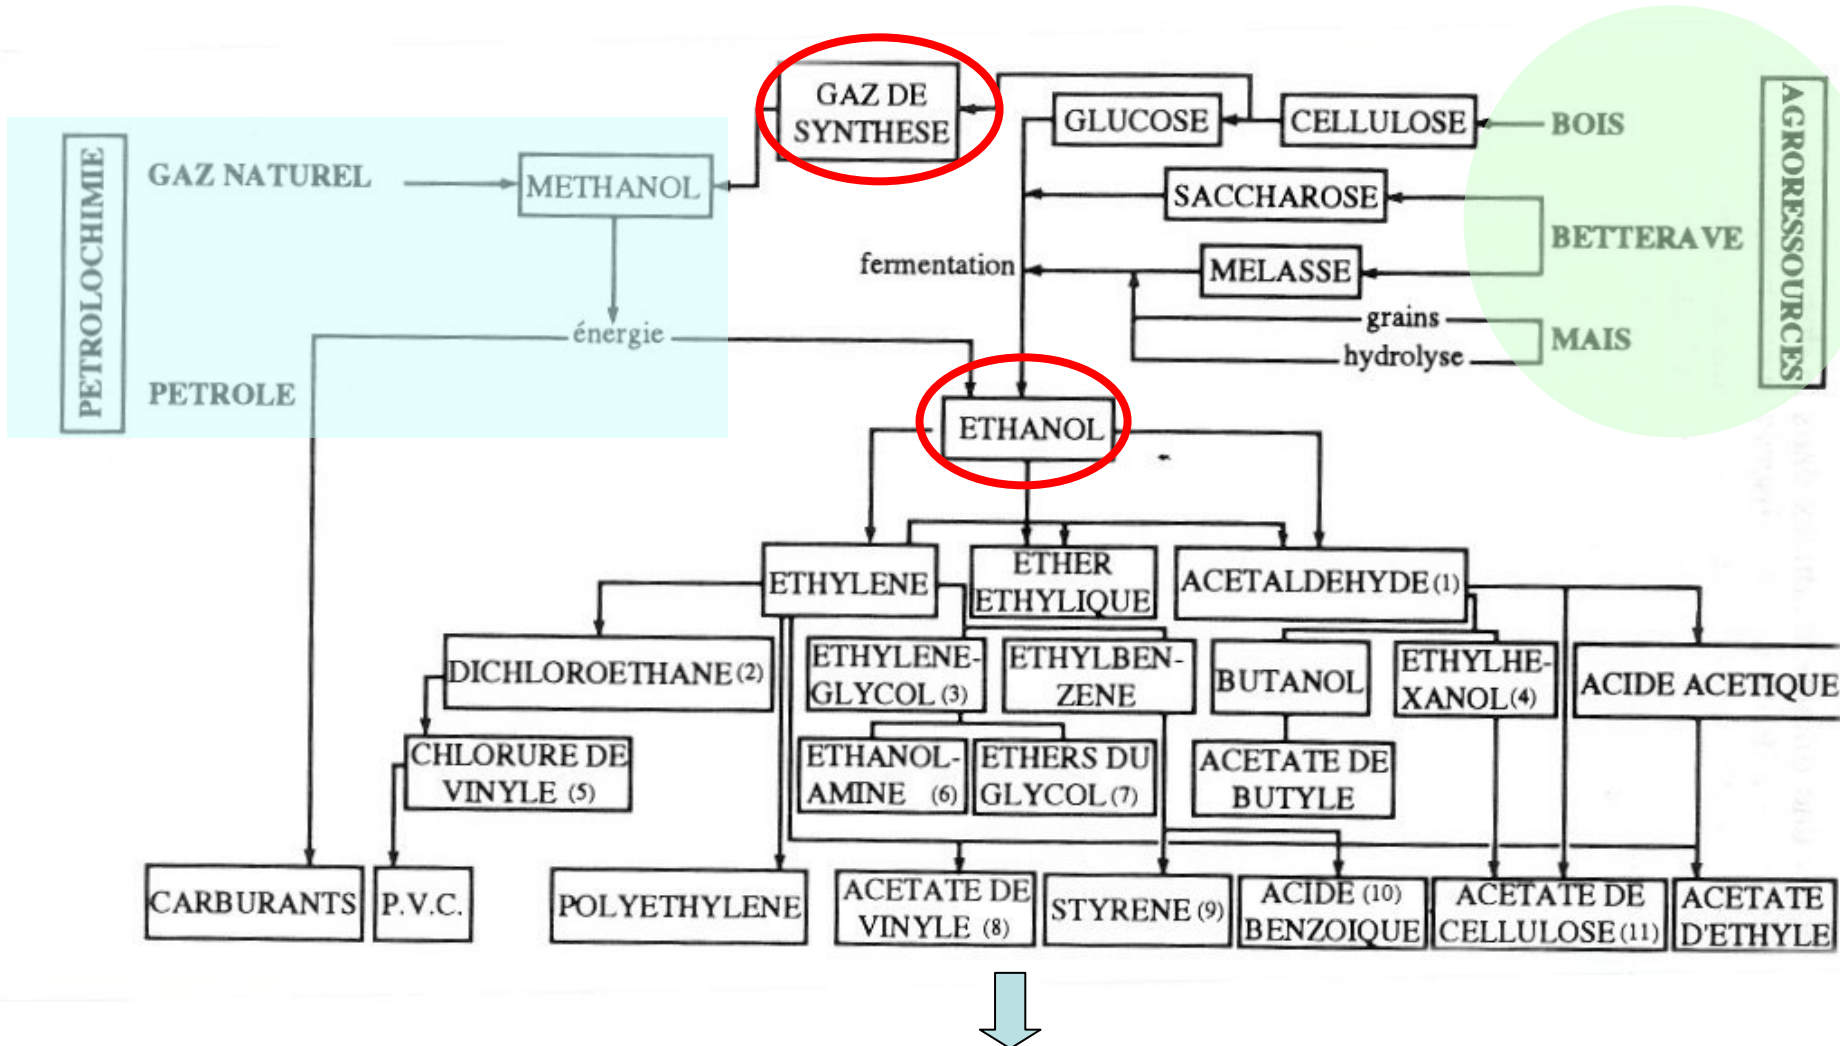 GAZ DE
SYNTHESE
GLUCOSE
CELLULOSE
BOIS
PETROLOCHIMIE
GAZ NATUREL
METHANOL
SACCHAROSE
BETTERAVE
AGRORESSOURCES
fermentation
MELASSE
grains
énergie
MAIS
hydrolyse
PETROLE
ETHANOL
ETHYLENE
ETHER
ETHYLIQUE
ACETALDEHYDE (1)
DICHLOROETHANE (2)
ETHYLENE-
GLYCOL (3)
ETHYLBEN-
ZENE
BUTANOL
ETHYLHE-
XANOL (4)
ACIDE ACETIQUE
CHLORURE DE
VINYLE (5)
ETHANOL-
AMINE (6)
ETHERS DU
GLYCOL (7)
ACETATE DE
BUTYLE
CARBURANTS
P.V.C.
POLYETHYLENE
ACETATE DE
VINYLE (8)
STYRENE (9)
ACIDE (10)
BENZOIQUE
ACETATE DE
CELLULOSE (11)
ACETATE
D'ETHYLE